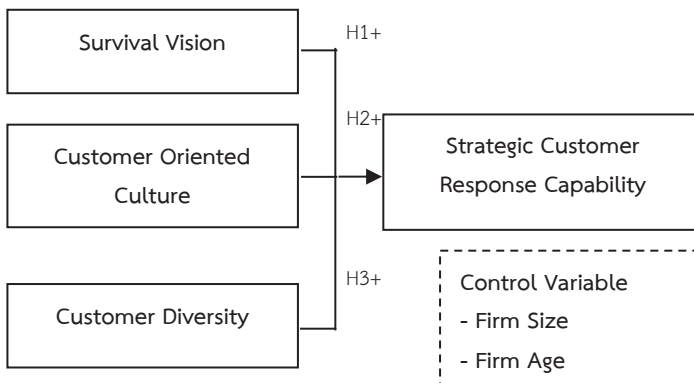 Survival Vision
H1+
H2+
Customer Oriented
Culture
Strategic Customer
Response Capability
H3+
Customer Diversity
Control Variable
- Firm Size
- Firm Age